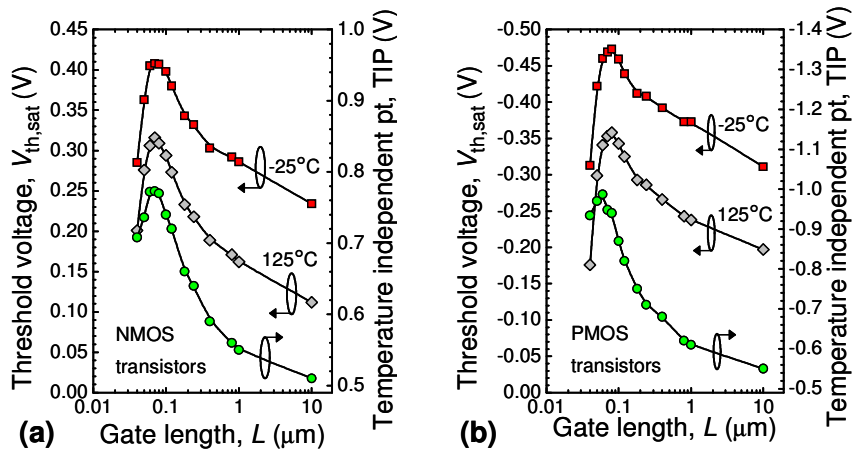 Threshold voltage, Vth,sat (V)
0.45
0.40
0.35
0.30
0.25
0.20
0.15
0.10
0.05
0.00
1.0
0.9
0.8
0.7
0.6
0.5
Temperature independent pt, TIP (V)
-25°C
125°C
NMOS
transistors
0.01
0.1
1
10
(a)
Gate length, L (μm)
Threshold voltage, Vth,sat (V)
-0.50
-0.45
-0.40
-0.35
-0.30
-0.25
-0.20
-0.15
-0.10
-0.05
0.00
-1.4
-1.3
-1.2
-1.1
-1.0
-0.9
-0.8
-0.7
-0.6
-0.5
Temperature independent pt, TIP (V)
-25°C
125°C
PMOS
transistors
0.01
0.1
1
10
(b)
Gate length, L (μm)